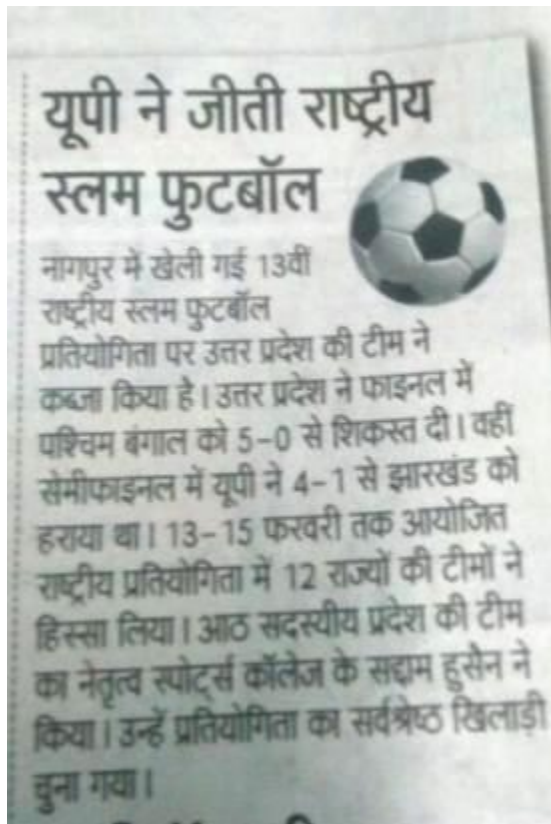 यूपी ने जीती राष्ट्रीय
स्लम फुटबॉल
नागपुर में खेली गई 13वीं
राष्ट्रीय स्लम फुटबॉल
प्रतियोगिता पर उत्तर प्रदेश की टीम ने
कब्जा किया है। उत्तर प्रदेश ने फाइनल में
पश्चिम बंगाल को 5-0 से शिकस्त दी। वहीं
सेमीफाइनल में यूपी ने 4-1 से झारखंड को
हराया था। 13-15 फरवरी तक आयोजित
राष्ट्रीय प्रतियोगिता में 12 राज्यों की टीमों ने
हिस्सा लिया। आठ सदस्यीय प्रदेश की टीम
का नेतृत्व स्पोर्ट्स कॉलेज के सद्दाम हुसैन ने
किया। उन्हें प्रतियोगिता का सर्वश्रेष्ठ खिलाड़ी
चुना गया।